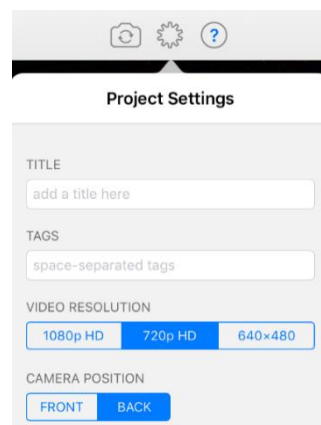 ?
Project Settings
TITLE
add a title here
TAGS
space-separated tags
VIDEO RESOLUTION
1080p HD 720p HD 640×480
CAMERA POSITION
FRONT BACK